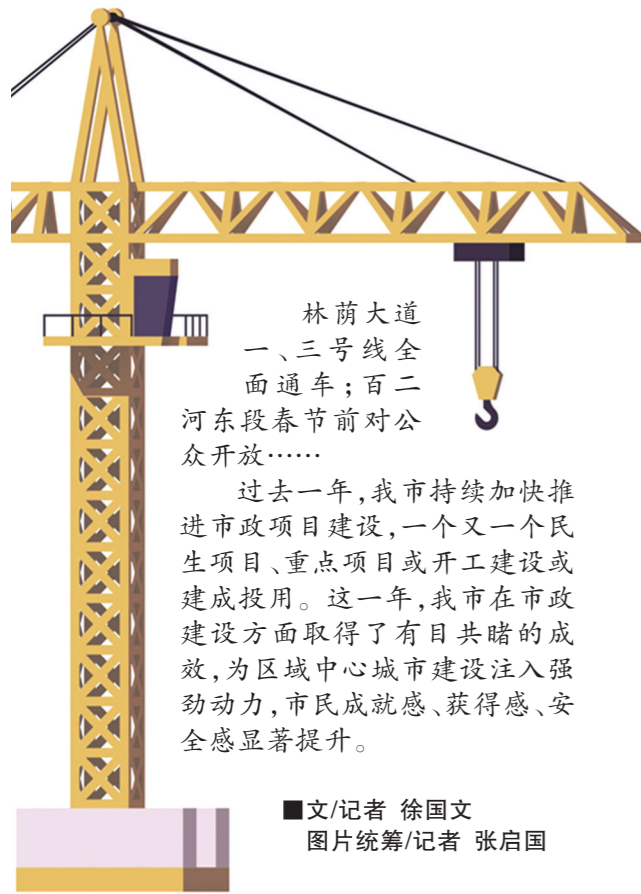 林荫大道
一、三号线全
面通车；百二
河东段春节前对公
众开放……
过去一年，我市持续加快推
进市政项目建设，一个又一个民
生项目、重点项目或开工建设或
建成投用。这一年，我市在市政
建设方面取得了有目共睹的成
效，为区域中心城市建设注入强
劲动力，市民成就感、获得感、安
全感显著提升。
■文/记者 徐国文
图片统筹/记者 张启国